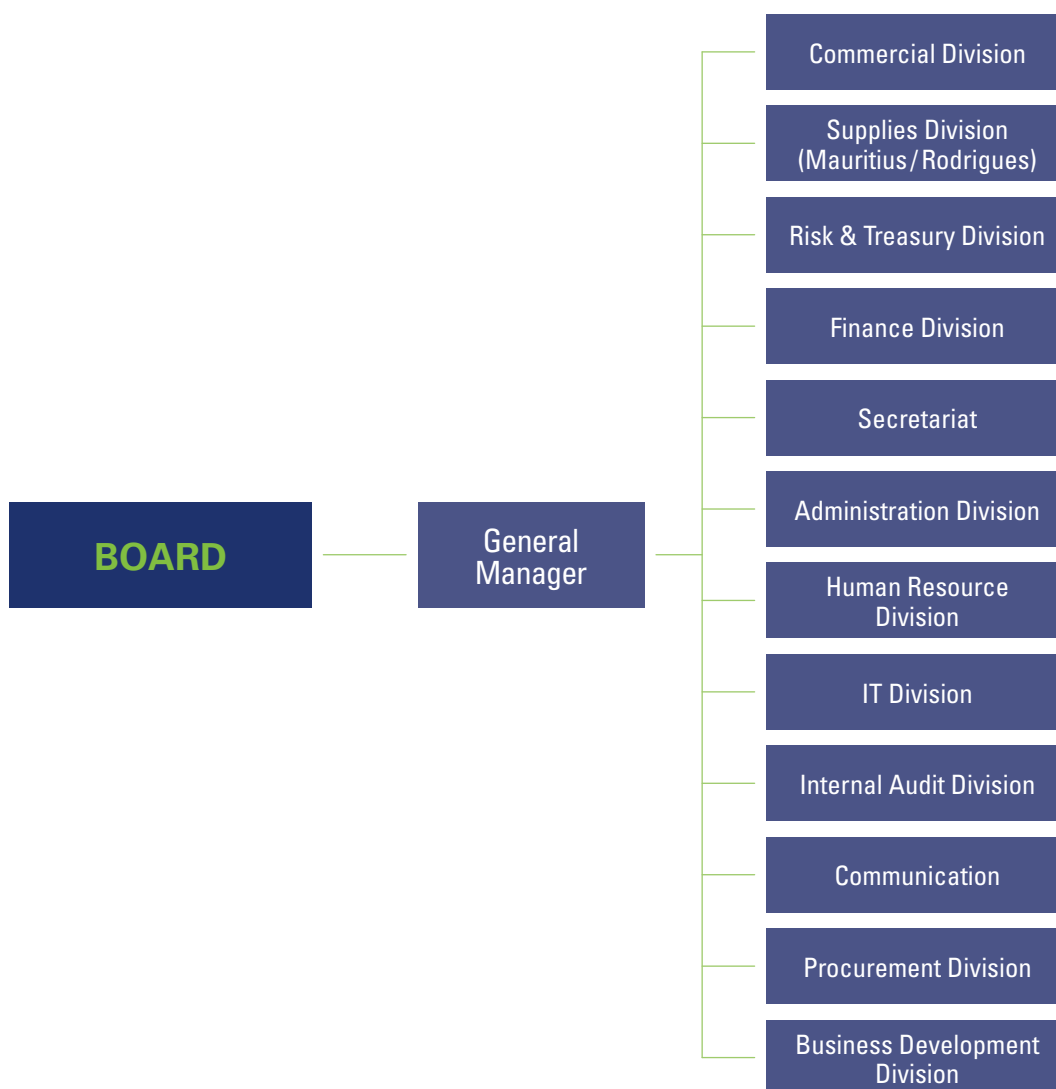 BOARD
General
Manager
Commercial Division
Supplies Division
(Mauritius/Rodrigues)
Risk & Treasury Division
Finance Division
Secretariat
Administration Division
Human Resource
Division
IT Division
Internal Audit Division
Communication
Procurement Division
Business Development
Division